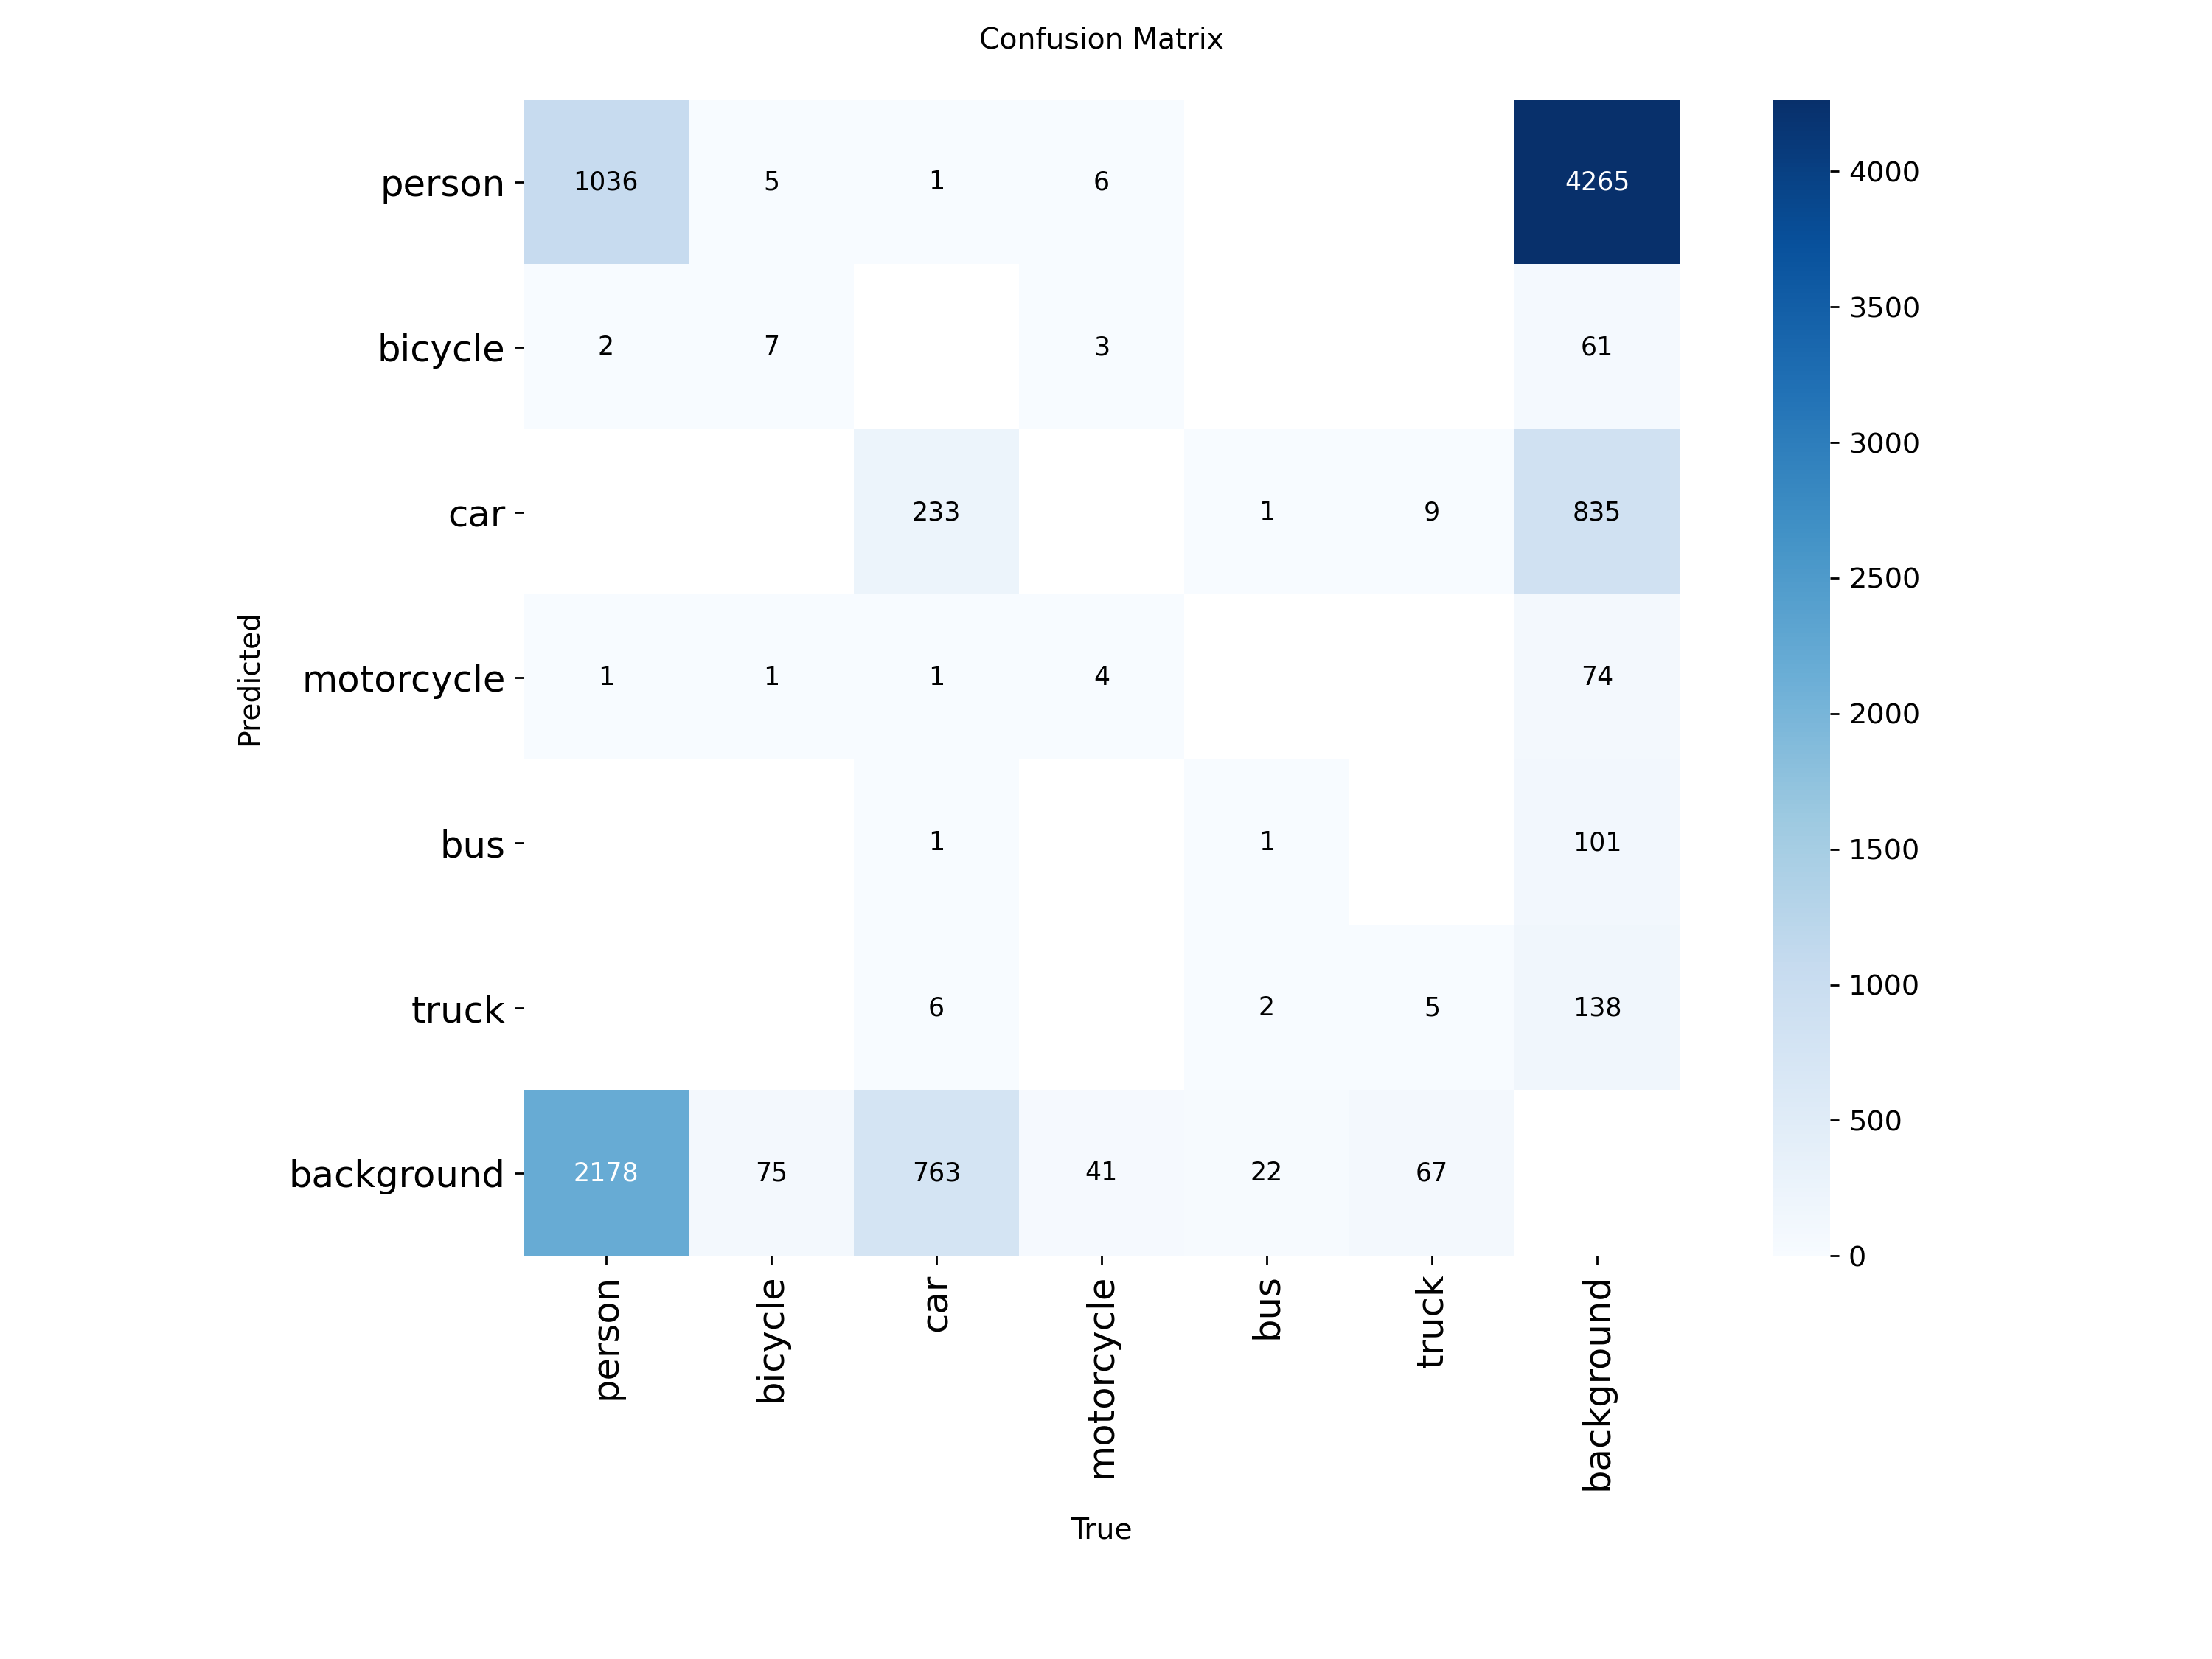 Confusion Matrix
person 1036 5 1 6 4265
bicycle 2 7 3 61
car 233 1 9 835
motorcycle 1 1 1 4 74
bus 1 1 101
truck 6 2 5 138
background 2178 75 763 41 22 67
Predicted
person bicycle car motorcycle bus truck background
True
4000
3500
3000
2500
2000
1500
1000
500
0